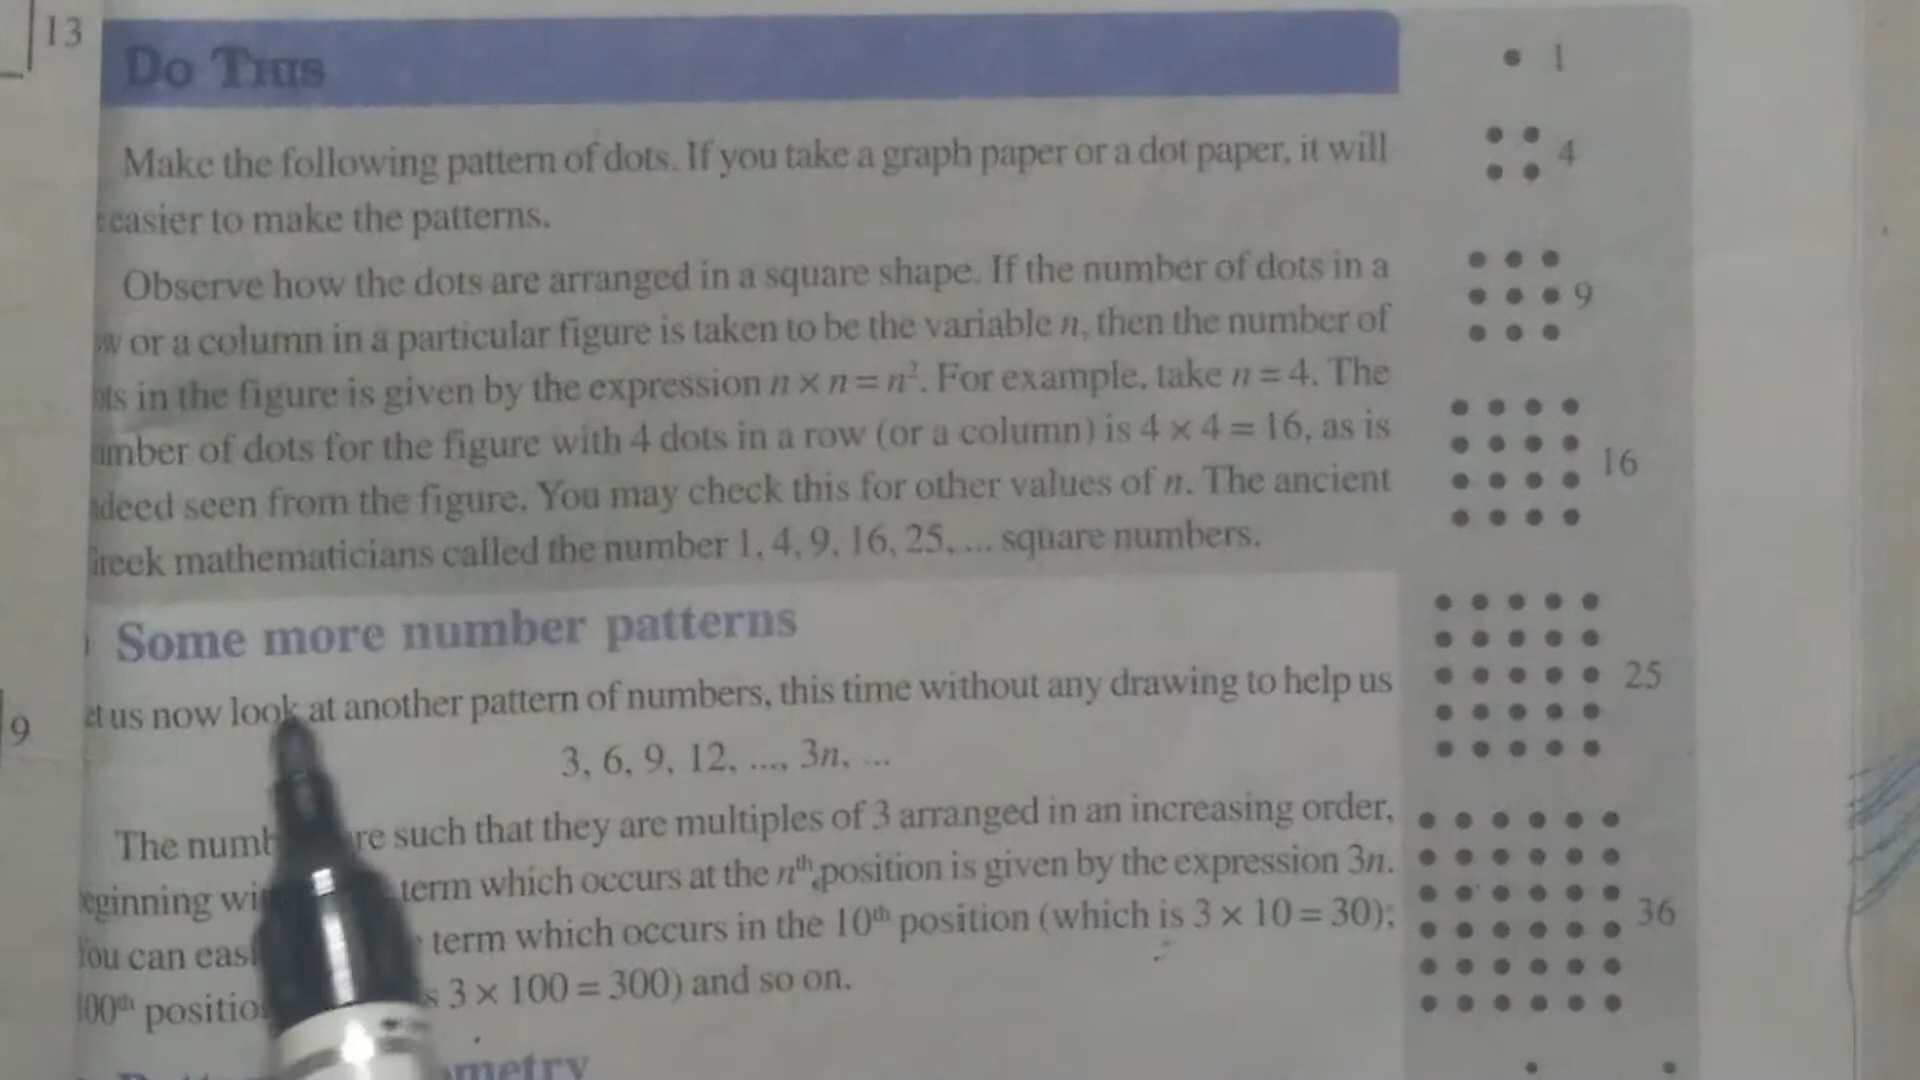 13
Do This
Make the following pattern of dots. If you take a graph paper or a dot paper, it will
easier to make the patterns.
Observe how the dots are arranged in a square shape. If the number of dots in a
w or a column in a particular figure is taken to be the variable n, then the number of
ots in the figure is given by the expression n × n = n². For example, take n = 4. The
umber of dots for the figure with 4 dots in a row (or a column) is 4 × 4 = 16, as is
deed seen from the figure. You may check this for other values of n. The ancient
reek mathematicians called the number 1, 4, 9, 16, 25, ... square numbers.
Some more number patterns
9
et us now look at another pattern of numbers, this time without any drawing to help us
3, 6, 9, 12, ..., 3n, ...
The numb re such that they are multiples of 3 arranged in an increasing order,
eginning wi term which occurs at the nth position is given by the expression 3n.
You can eas term which occurs in the 10th position (which is 3 × 10 = 30);
100th positio s 3 × 100 = 300) and so on.
metry
1
4
9
16
25
36